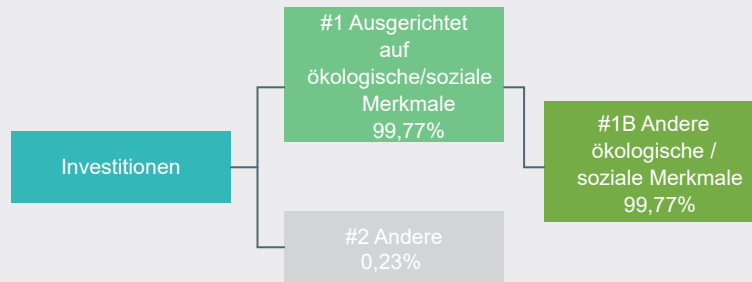 Investitionen
#1 Ausgerichtet
auf
ökologische/soziale
Merkmale
99,77%
#2 Andere
0,23%
#1B Andere
ökologische /
soziale Merkmale
99,77%